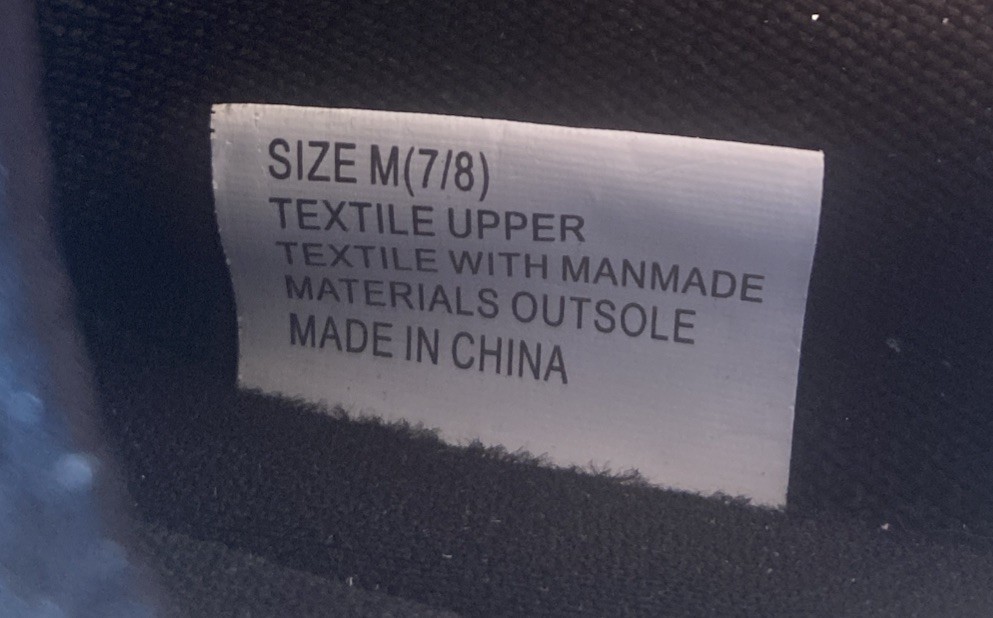 SIZE M(7/8)
TEXTILE UPPER
TEXTILE WITH MANMADE
MATERIALS OUTSOLE
MADE IN CHINA